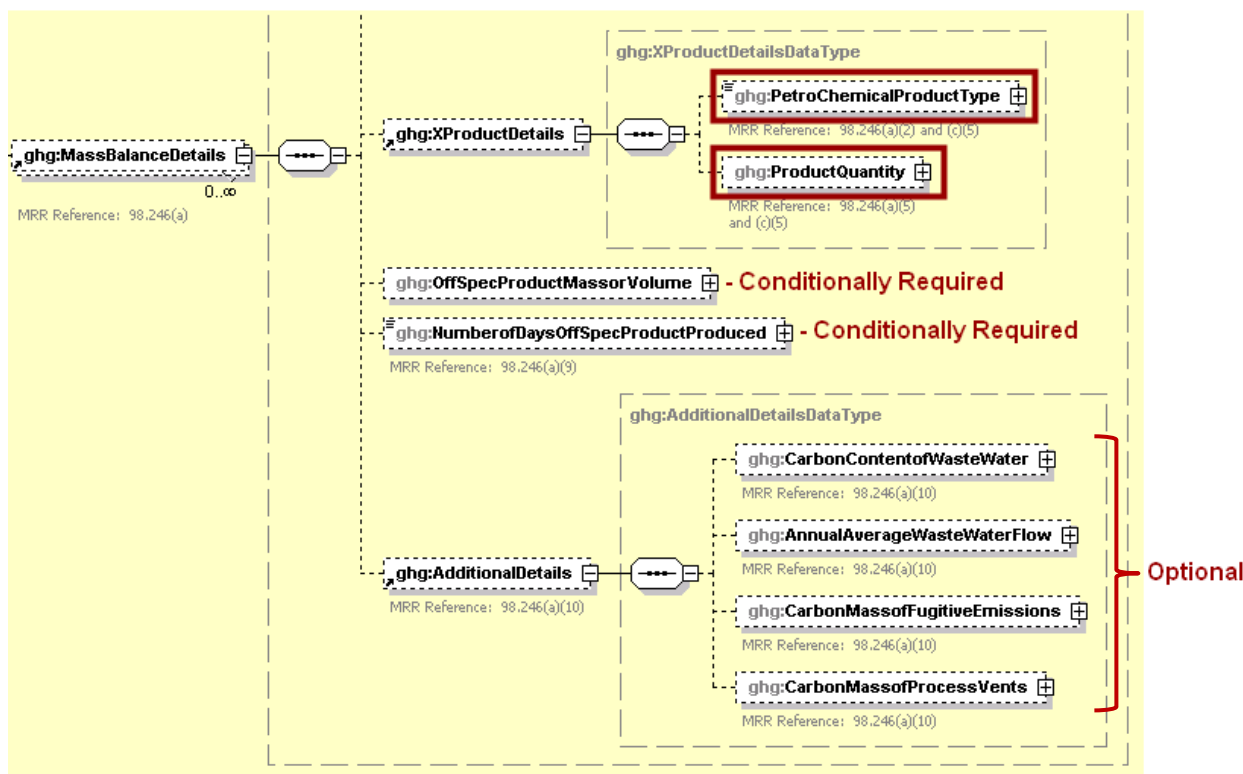 ghg:XProductDetailsDataType
ghg:PetroChemicalProductType
MRR Reference: 98.246(a)(2) and (c)(5)
ghg:XProductDetails
ghg:MassBalanceDetails
0..∞
MRR Reference: 98.246(a)
ghg:ProductQuantity
MRR Reference: 98.246(a)(5)
and (c)(5)
ghg:OffSpecProductMassorVolume - Conditionally Required
ghg:NumberofDaysOffSpecProductProduced - Conditionally Required
MRR Reference: 98.246(a)(9)
ghg:AdditionalDetailsDataType
ghg:CarbonContentofWasteWater
MRR Reference: 98.246(a)(10)
ghg:AnnualAverageWasteWaterFlow
MRR Reference: 98.246(a)(10)
ghg:AdditionalDetails
MRR Reference: 98.246(a)(10)
Optional
ghg:CarbonMassofFugitiveEmissions
MRR Reference: 98.246(a)(10)
ghg:CarbonMassofProcessVents
MRR Reference: 98.246(a)(10)